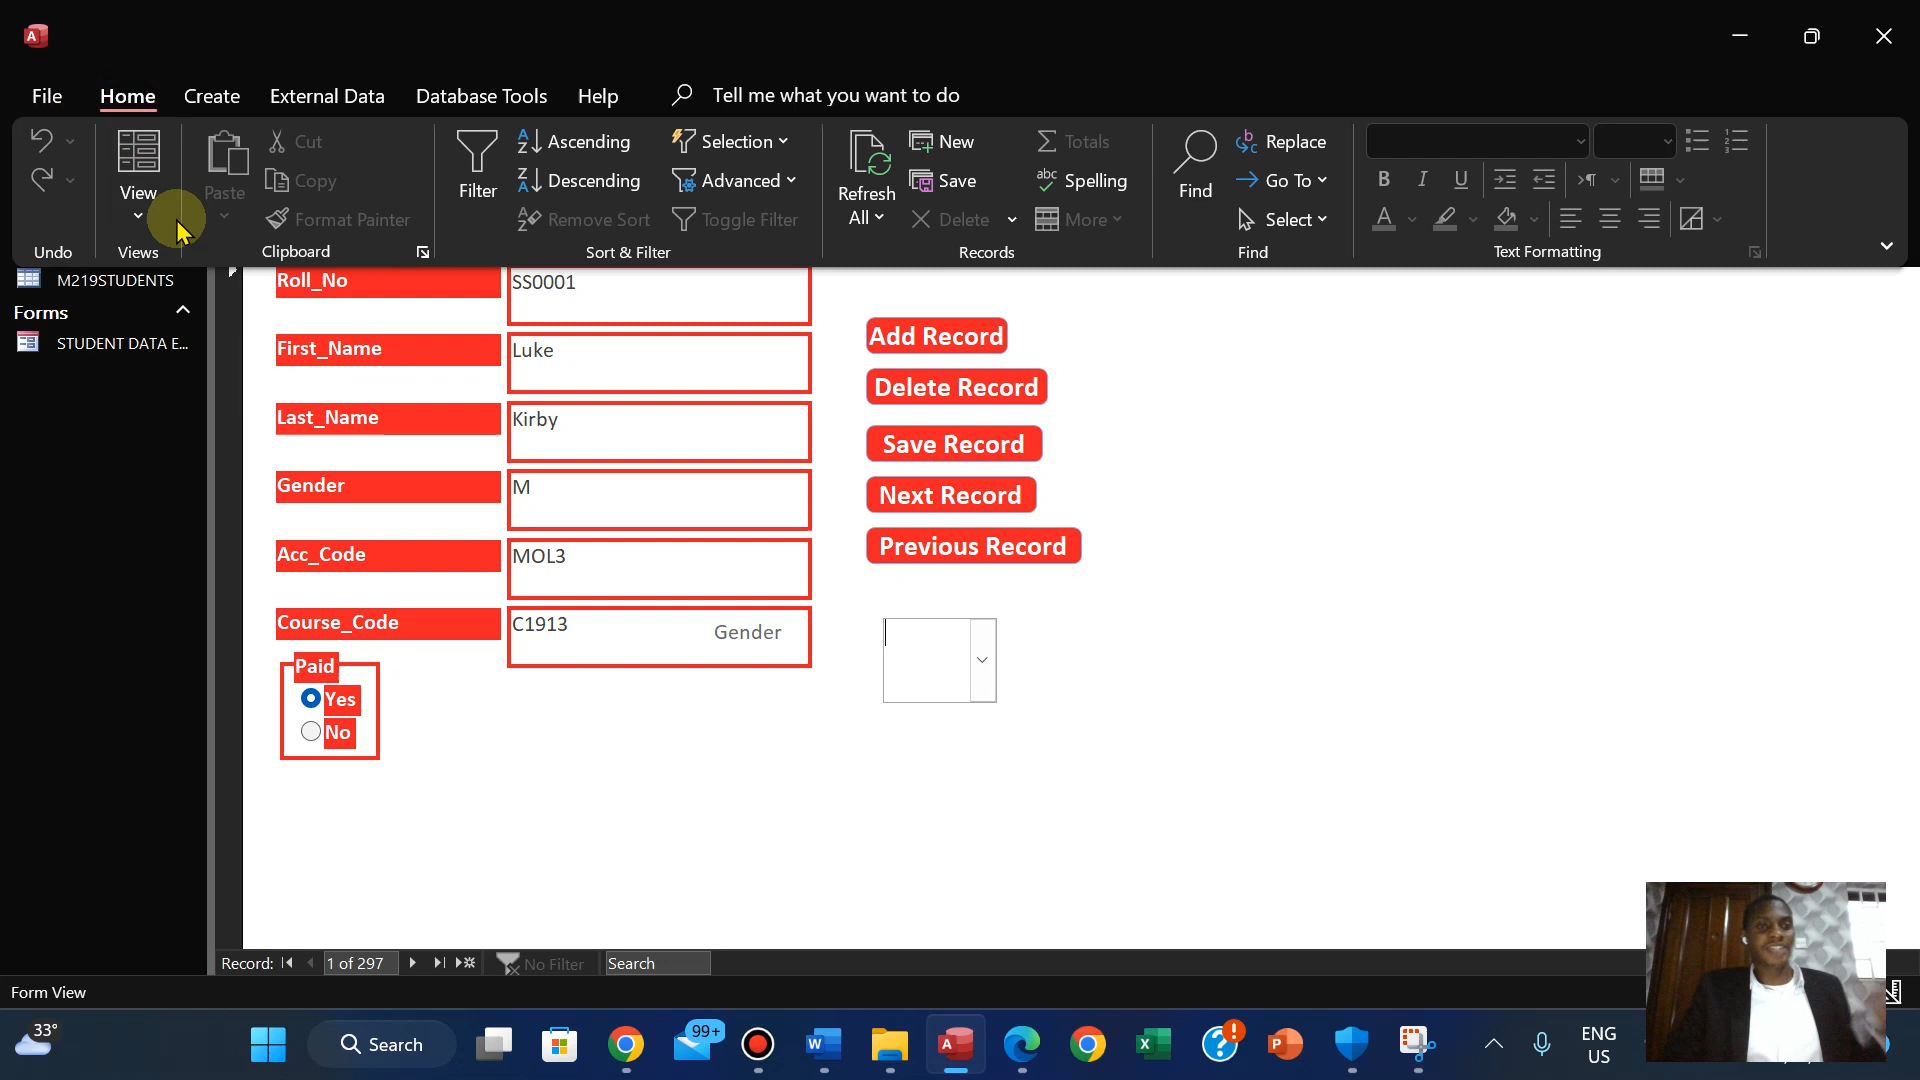 File Home Create External Data Database Tools Help Tell me what you want to do
View Paste Cut Copy Format Painter
Filter Ascending Descending Remove Sort Selection Advanced Toggle Filter
Refresh All New Save Delete Totals Spelling More
Find Replace Go To Select
B I U
Undo Views Clipboard Sort & Filter Records Find Text Formatting
M219STUDENTS
Forms
STUDENT DATA E...
Roll_No SS0001
First_Name Luke
Last_Name Kirby
Gender M
Acc_Code MOL3
Course_Code C1913 Gender
Paid
Yes
No
Add Record
Delete Record
Save Record
Next Record
Previous Record
Record: 1 of 297 No Filter Search
Form View
33° Search 99+ ENG
US